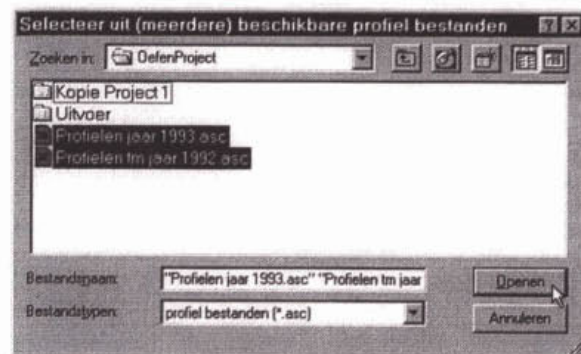 Selecteer uit (meerdere) beschikbare profiel bestanden
Zoeken in: OefenProject
Kopie Project 1
Uitvoer
Profielen jaar 1993.asc
Profielen tm jaar 1992.asc
Bestandsnaam: "Profielen jaar 1993.asc" "Profielen tm jaar
Openen
Bestandstypen: profiel bestanden (*.asc)
Annuleren